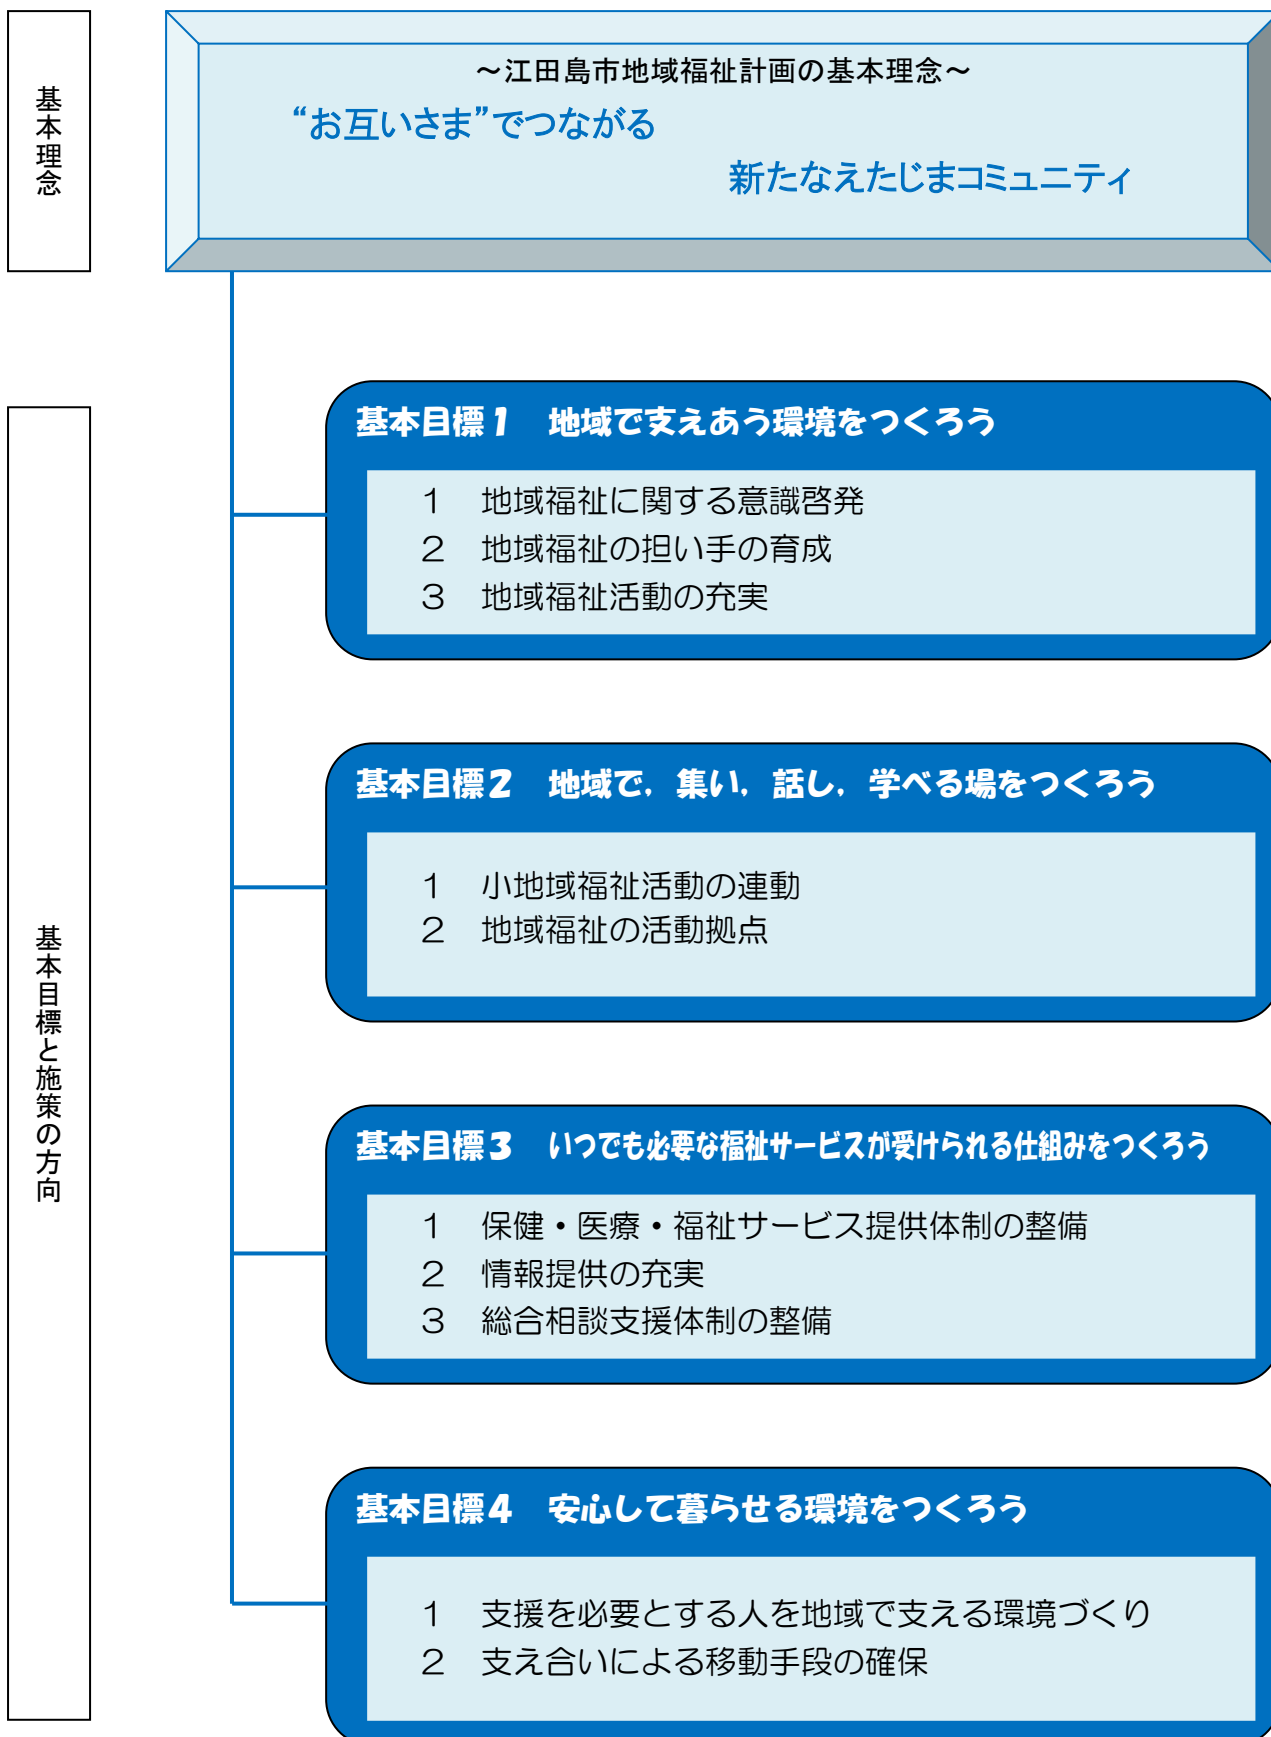 基本理念
～江田島市地域福祉計画の基本理念～
“お互いさま”でつながる
新たなえたじまコミュニティ
基本目標と施策の方向
基本目標１　地域で支えあう環境をつくろう
１　地域福祉に関する意識啓発
２　地域福祉の担い手の育成
３　地域福祉活動の充実
基本目標２　地域で，集い，話し，学べる場をつくろう
１　小地域福祉活動の連動
２　地域福祉の活動拠点
基本目標３　いつでも必要な福祉サービスが受けられる仕組みをつくろう
１　保健・医療・福祉サービス提供体制の整備
２　情報提供の充実
３　総合相談支援体制の整備
基本目標４　安心して暮らせる環境をつくろう
１　支援を必要とする人を地域で支える環境づくり
２　支え合いによる移動手段の確保